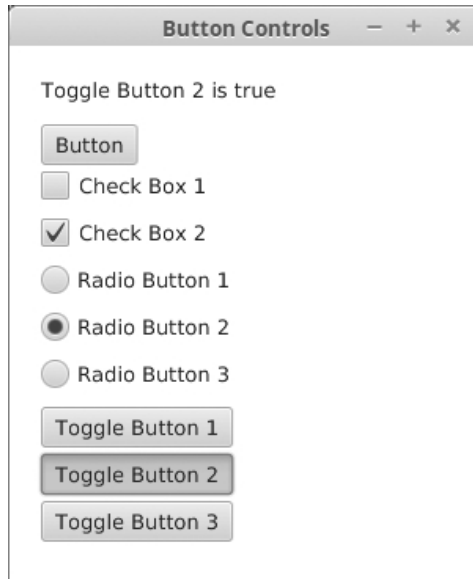 Button Controls
Toggle Button 2 is true
Button
Check Box 1
Check Box 2
Radio Button 1
Radio Button 2
Radio Button 3
Toggle Button 1
Toggle Button 2
Toggle Button 3